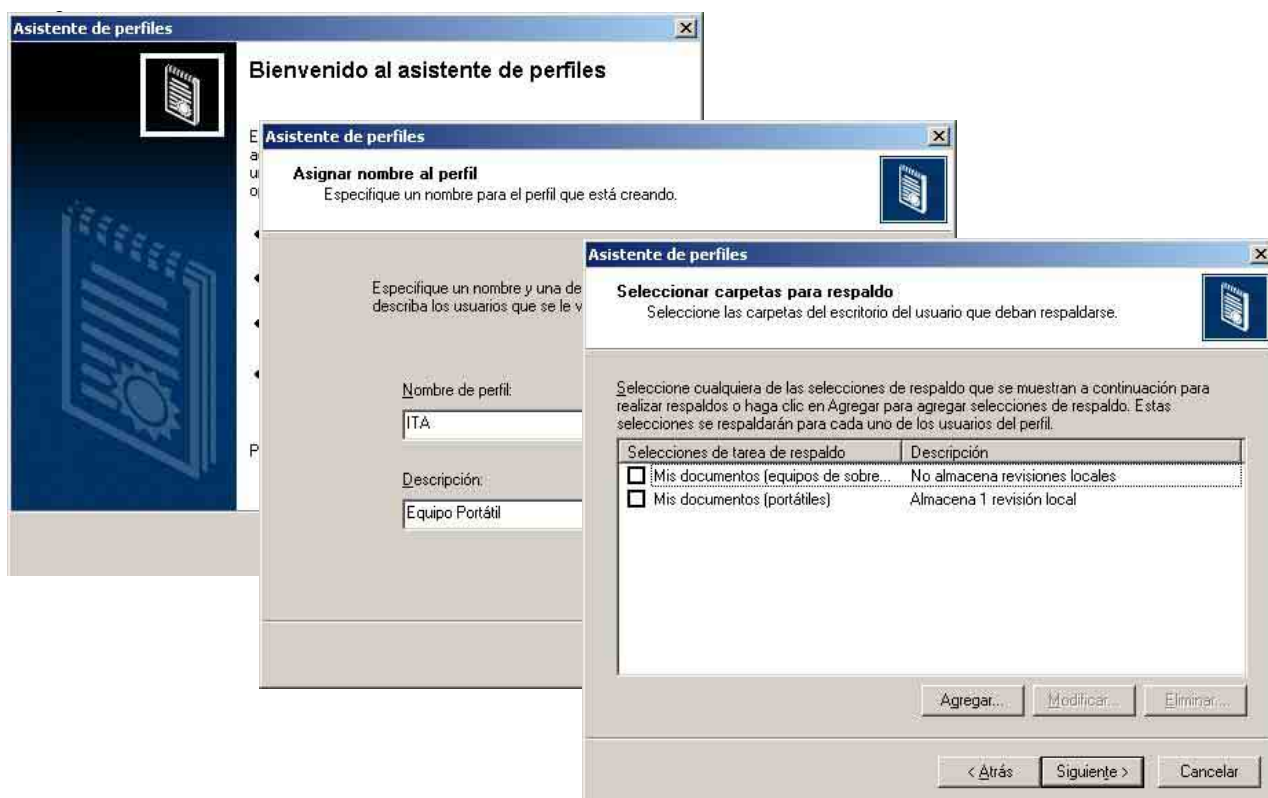 Asistente de perfiles
Bienvenido al asistente de perfiles
Asistente de perfiles
Asignar nombre al perfil
Especifique un nombre para el perfil que está creando.
Especifique un nombre y una de
describa los usuarios que se le v
Nombre de perfil:
ITA
Descripción:
Equipo Portátil
Asistente de perfiles
Seleccionar carpetas para respaldo
Seleccione las carpetas del escritorio del usuario que deban respaldarse.
Seleccione cualquiera de las selecciones de respaldo que se muestran a continuación para
realizar respaldos o haga clic en Agregar para agregar selecciones de respaldo. Estas
selecciones se respaldarán para cada uno de los usuarios del perfil.
Selecciones de tarea de respaldo Descripción
Mis documentos (equipos de sobre... No almacena revisiones locales
Mis documentos (portátiles) Almacena 1 revisión local
Agregar... Modificar... Eliminar...
< Atrás Siguiente > Cancelar